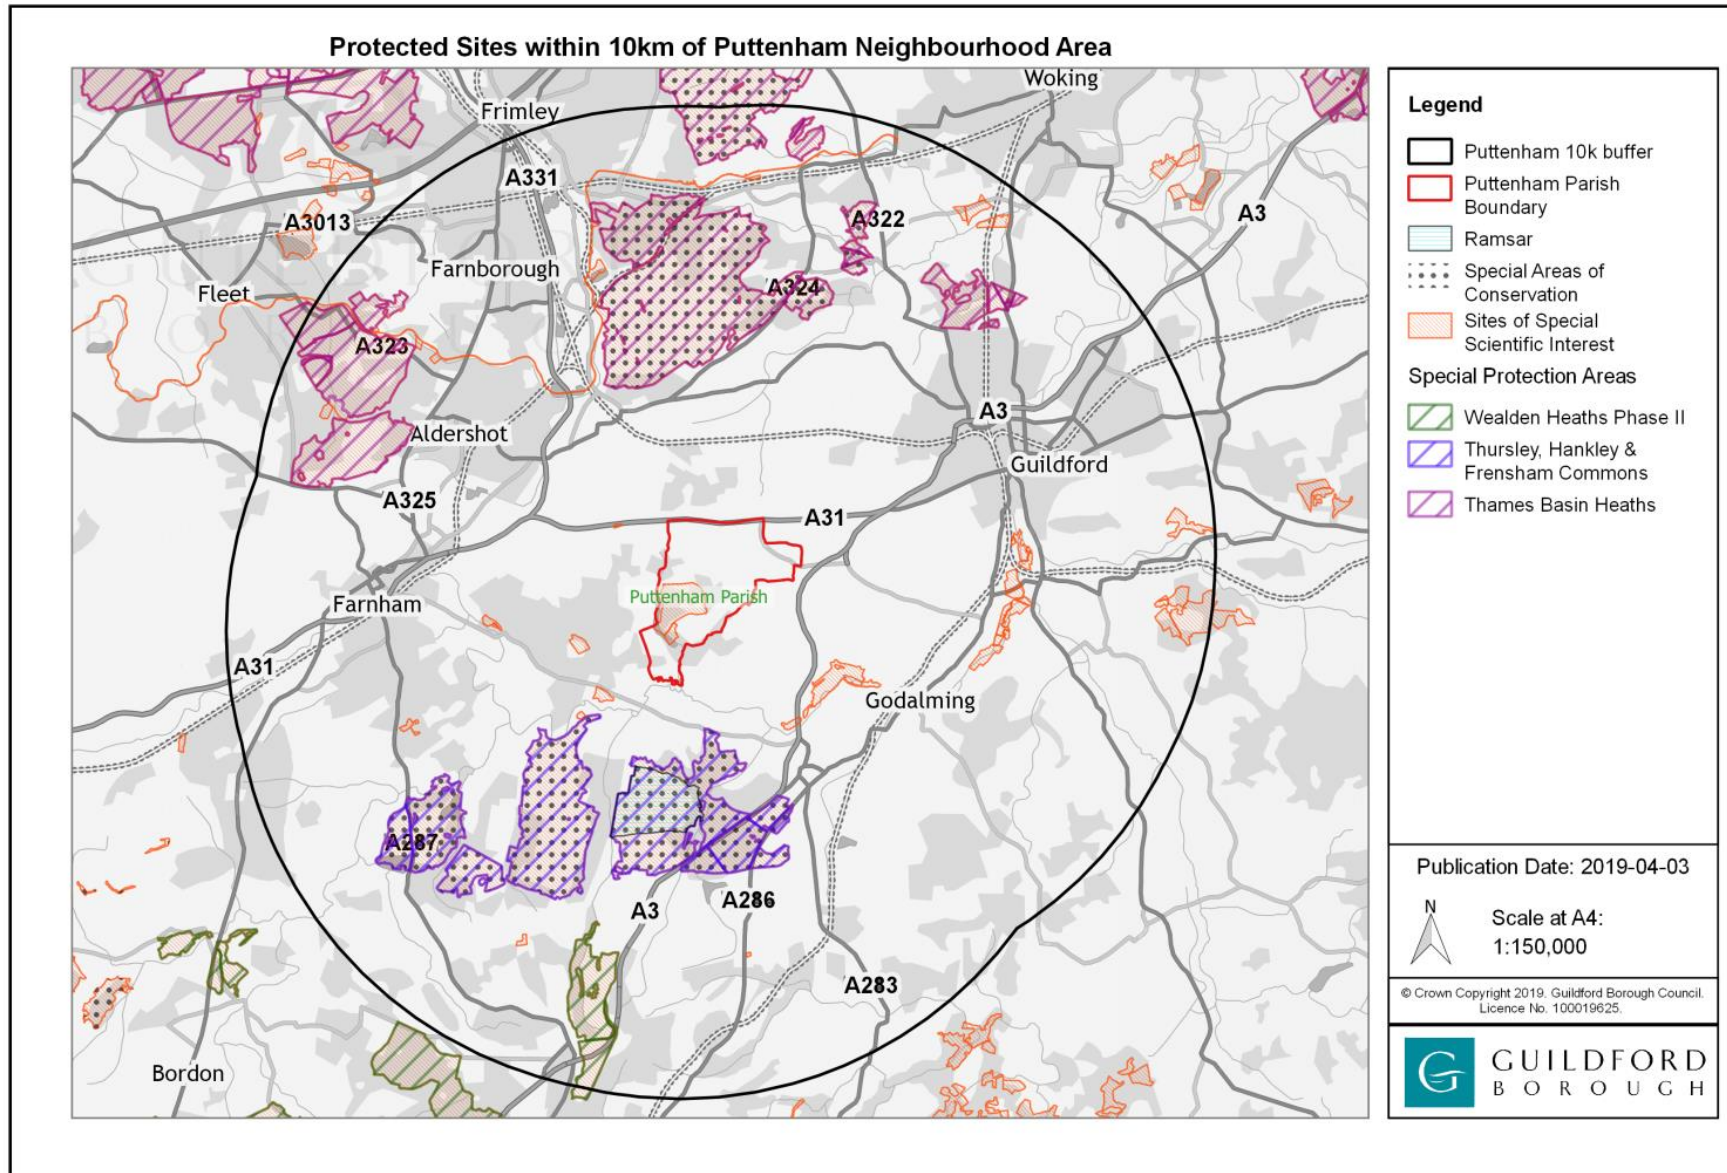 Protected Sites within 10km of Puttenham Neighbourhood Area
Woking
Frimley
A331
A3013
A322
A3
Farnborough
Fleet
A324
A323
A3
Aldershot
Guildford
A325
A31
Puttenham Parish
Farnham
A31
Godalming
A287
A286
A3
A283
Bordon
Legend
Puttenham 10k buffer
Puttenham Parish
Boundary
Ramsar
Special Areas of
Conservation
Sites of Special
Scientific Interest
Special Protection Areas
Wealden Heaths Phase II
Thursley, Hankley &
Frensham Commons
Thames Basin Heaths
Publication Date: 2019-04-03
N
Scale at A4:
1:150,000
© Crown Copyright 2019. Guildford Borough Council.
Licence No. 100019625.
GUILDFORD
BOROUGH